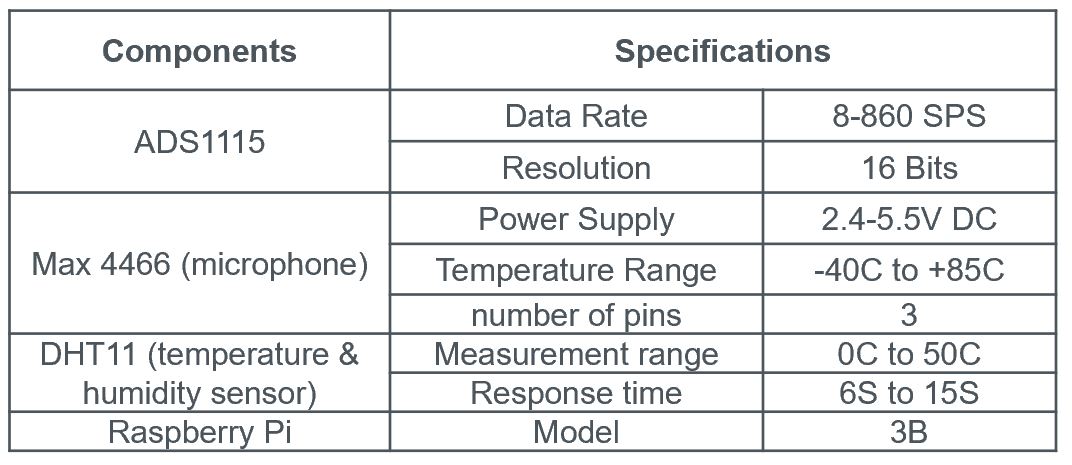 Components Specifications
ADS1115
Data Rate 8-860 SPS
Resolution 16 Bits
Max 4466 (microphone)
Power Supply 2.4-5.5V DC
Temperature Range -40C to +85C
number of pins 3
DHT11 (temperature &
humidity sensor)
Measurement range 0C to 50C
Response time 6S to 15S
Raspberry Pi Model 3B